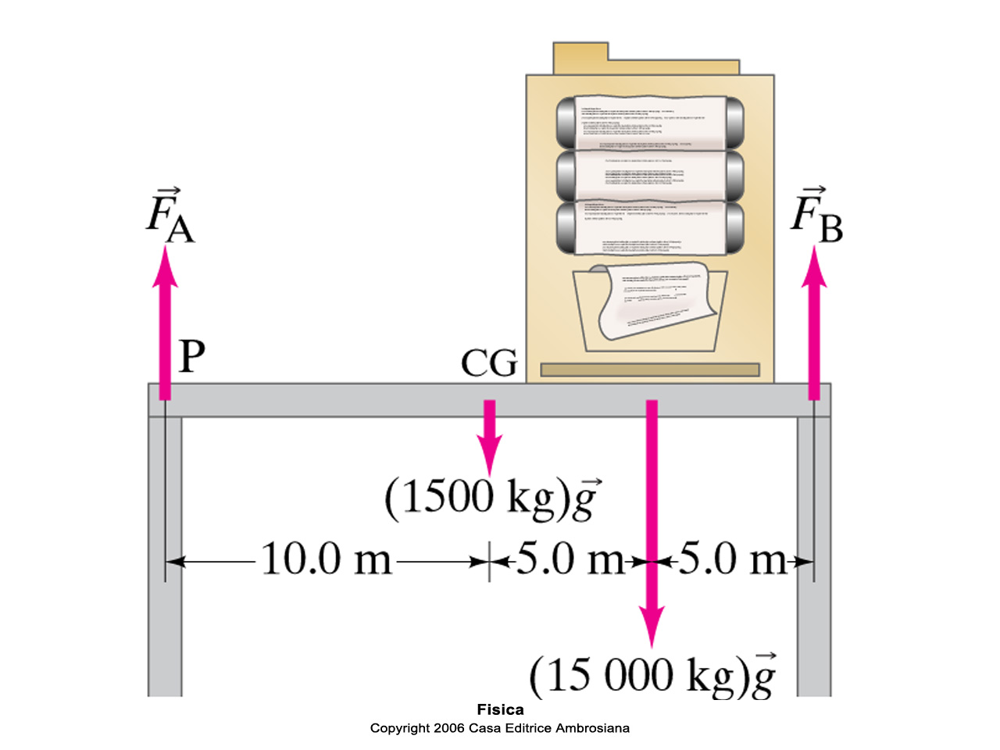 F⃗A
F⃗B
P
CG
(1500 kg)g⃗
10.0 m
5.0 m
5.0 m
(15 000 kg)g⃗
Fisica
Copyright 2006 Casa Editrice Ambrosiana